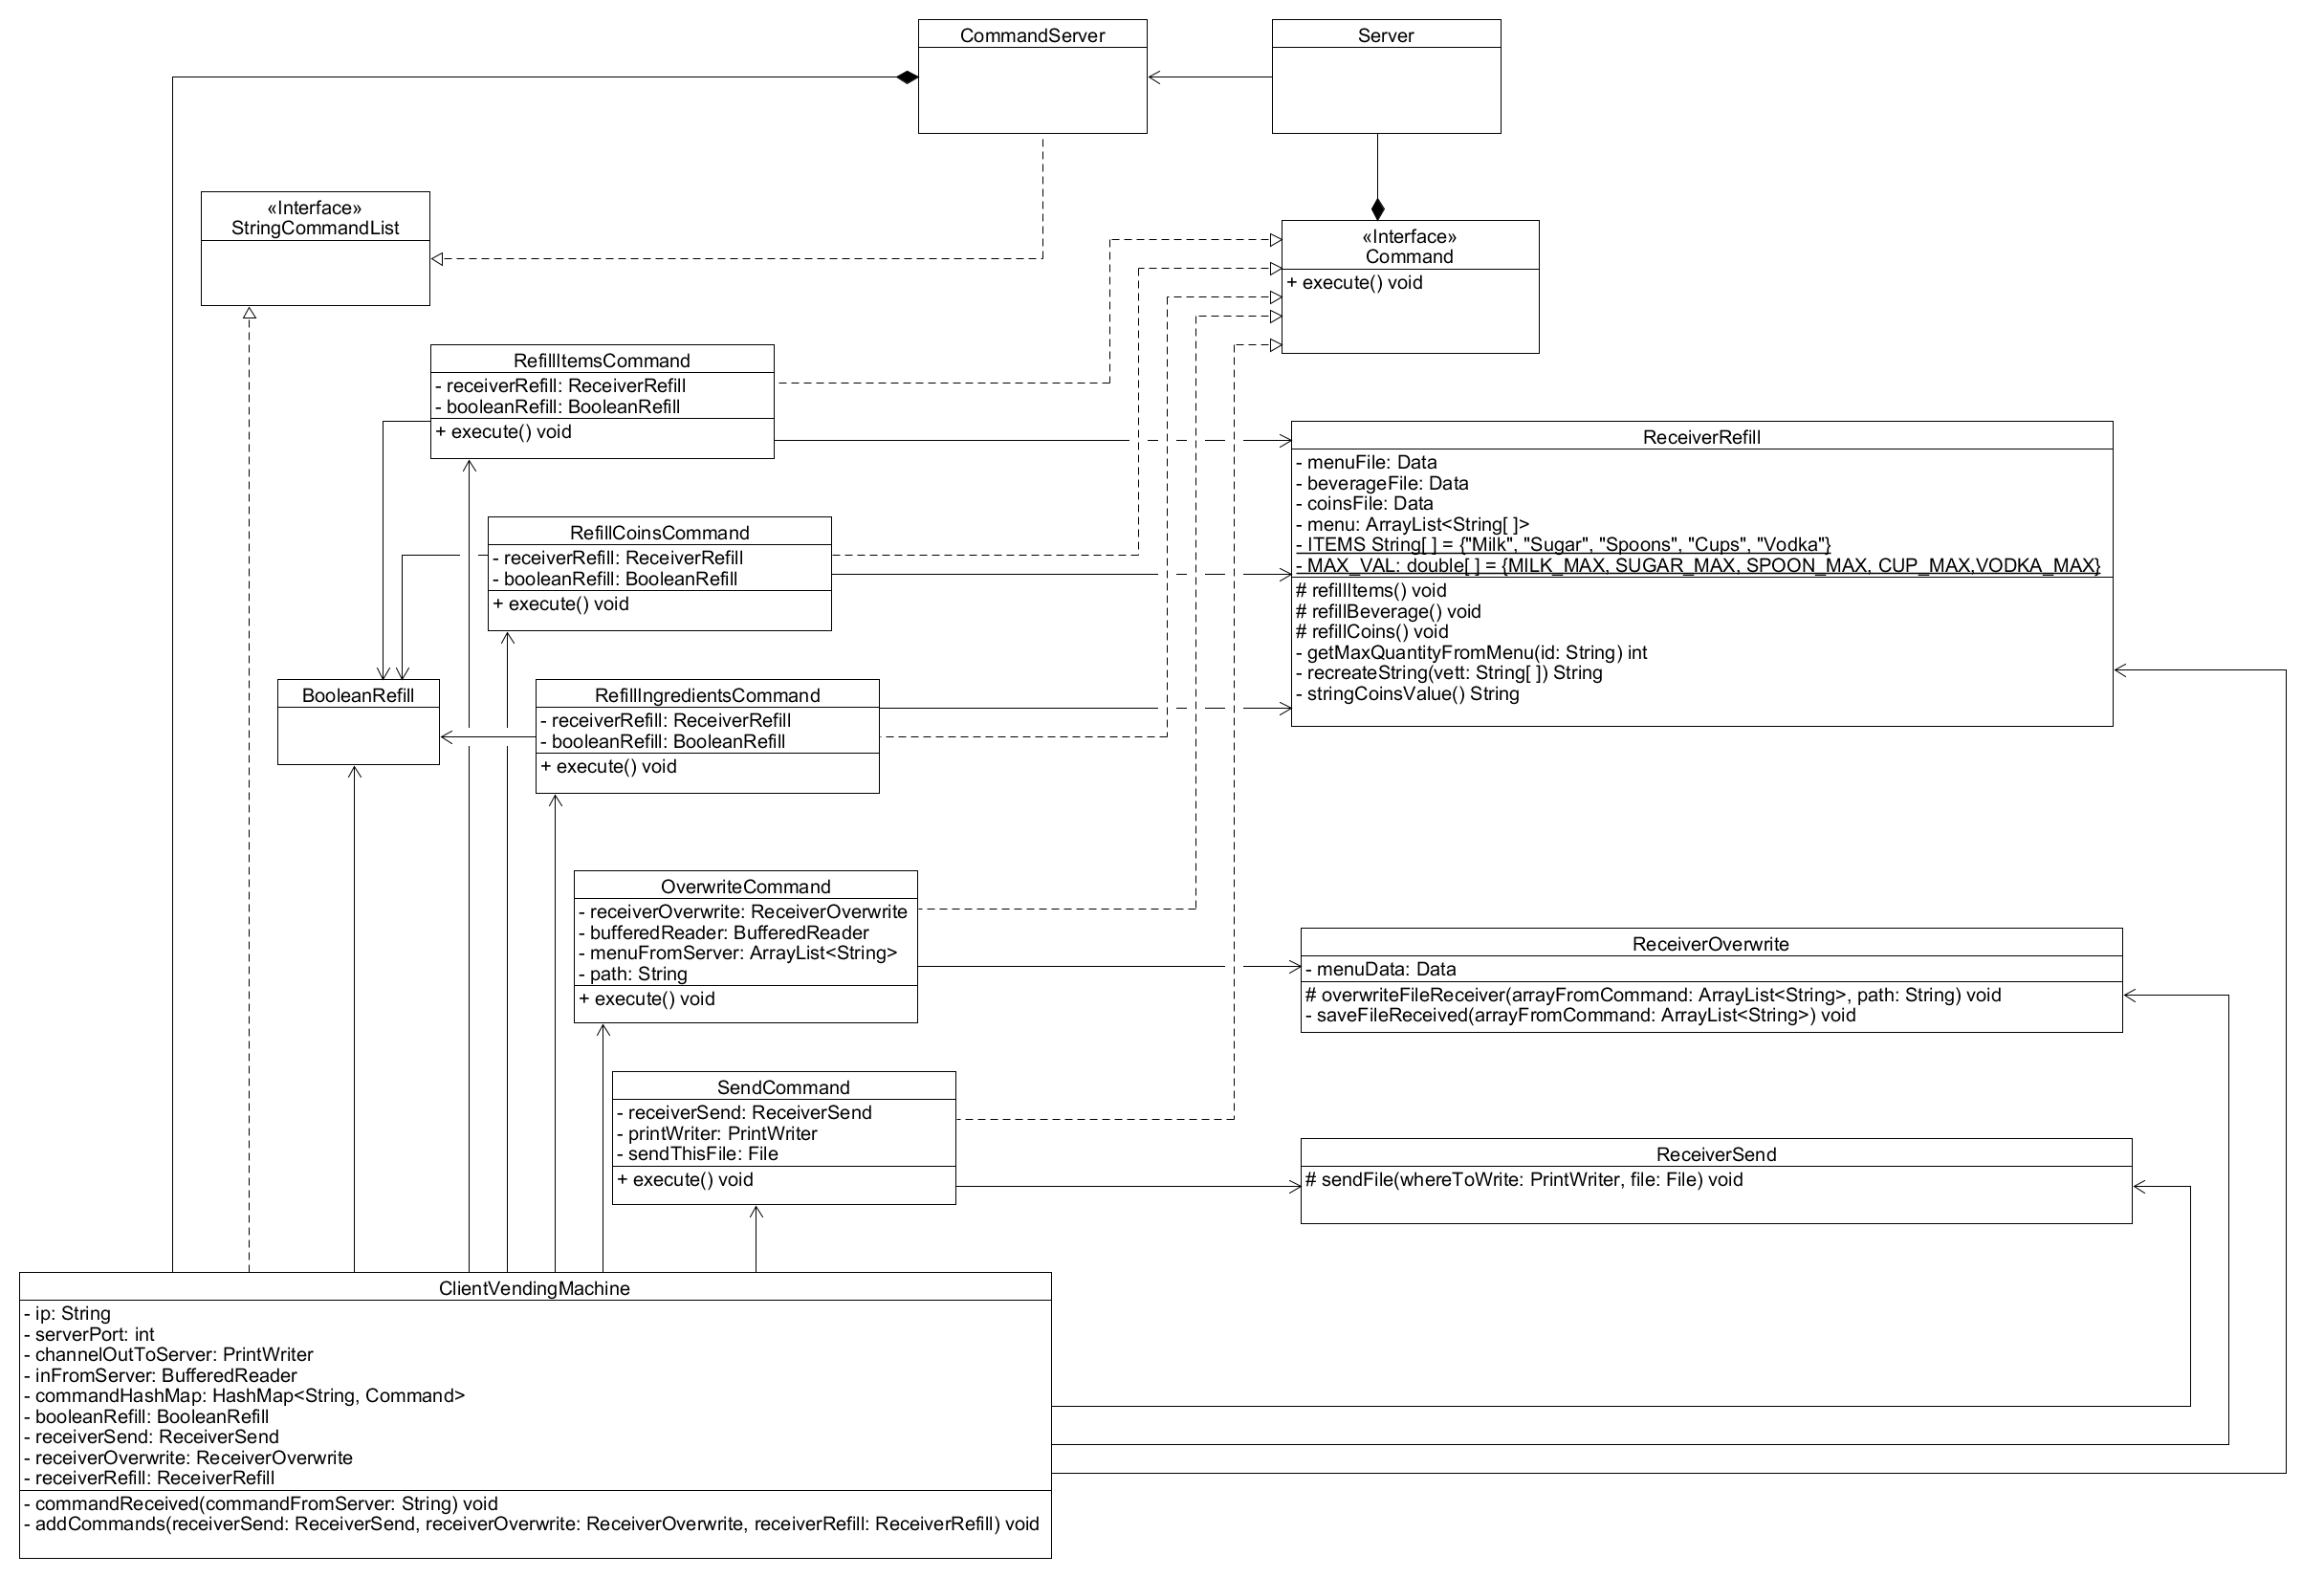 CommandServer
Server
«Interface»
StringCommandList
«Interface»
Command
+ execute() void
RefillItemsCommand
- receiverRefill: ReceiverRefill
- booleanRefill: BooleanRefill
+ execute() void
ReceiverRefill
- menuFile: Data
- beverageFile: Data
- coinsFile: Data
- menu: ArrayList<String[ ]>
- ITEMS String[ ] = {"Milk", "Sugar", "Spoons", "Cups", "Vodka"}
- MAX_VAL: double[ ] = {MILK_MAX, SUGAR_MAX, SPOON_MAX, CUP_MAX,VODKA_MAX}
# refillItems() void
# refillBeverage() void
# refillCoins() void
- getMaxQuantityFromMenu(id: String) int
- recreateString(vett: String[ ]) String
- stringCoinsValue() String
RefillCoinsCommand
- receiverRefill: ReceiverRefill
- booleanRefill: BooleanRefill
+ execute() void
BooleanRefill
RefillIngredientsCommand
- receiverRefill: ReceiverRefill
- booleanRefill: BooleanRefill
+ execute() void
OverwriteCommand
- receiverOverwrite: ReceiverOverwrite
- bufferedReader: BufferedReader
- menuFromServer: ArrayList<String>
- path: String
+ execute() void
ReceiverOverwrite
- menuData: Data
# overwriteFileReceiver(arrayFromCommand: ArrayList<String>, path: String) void
- saveFileReceived(arrayFromCommand: ArrayList<String>) void
SendCommand
- receiverSend: ReceiverSend
- printWriter: PrintWriter
- sendThisFile: File
+ execute() void
ReceiverSend
# sendFile(whereToWrite: PrintWriter, file: File) void
ClientVendingMachine
- ip: String
- serverPort: int
- channelOutToServer: PrintWriter
- inFromServer: BufferedReader
- commandHashMap: HashMap<String, Command>
- booleanRefill: BooleanRefill
- receiverSend: ReceiverSend
- receiverOverwrite: ReceiverOverwrite
- receiverRefill: ReceiverRefill
- commandReceived(commandFromServer: String) void
- addCommands(receiverSend: ReceiverSend, receiverOverwrite: ReceiverOverwrite, receiverRefill: ReceiverRefill) void